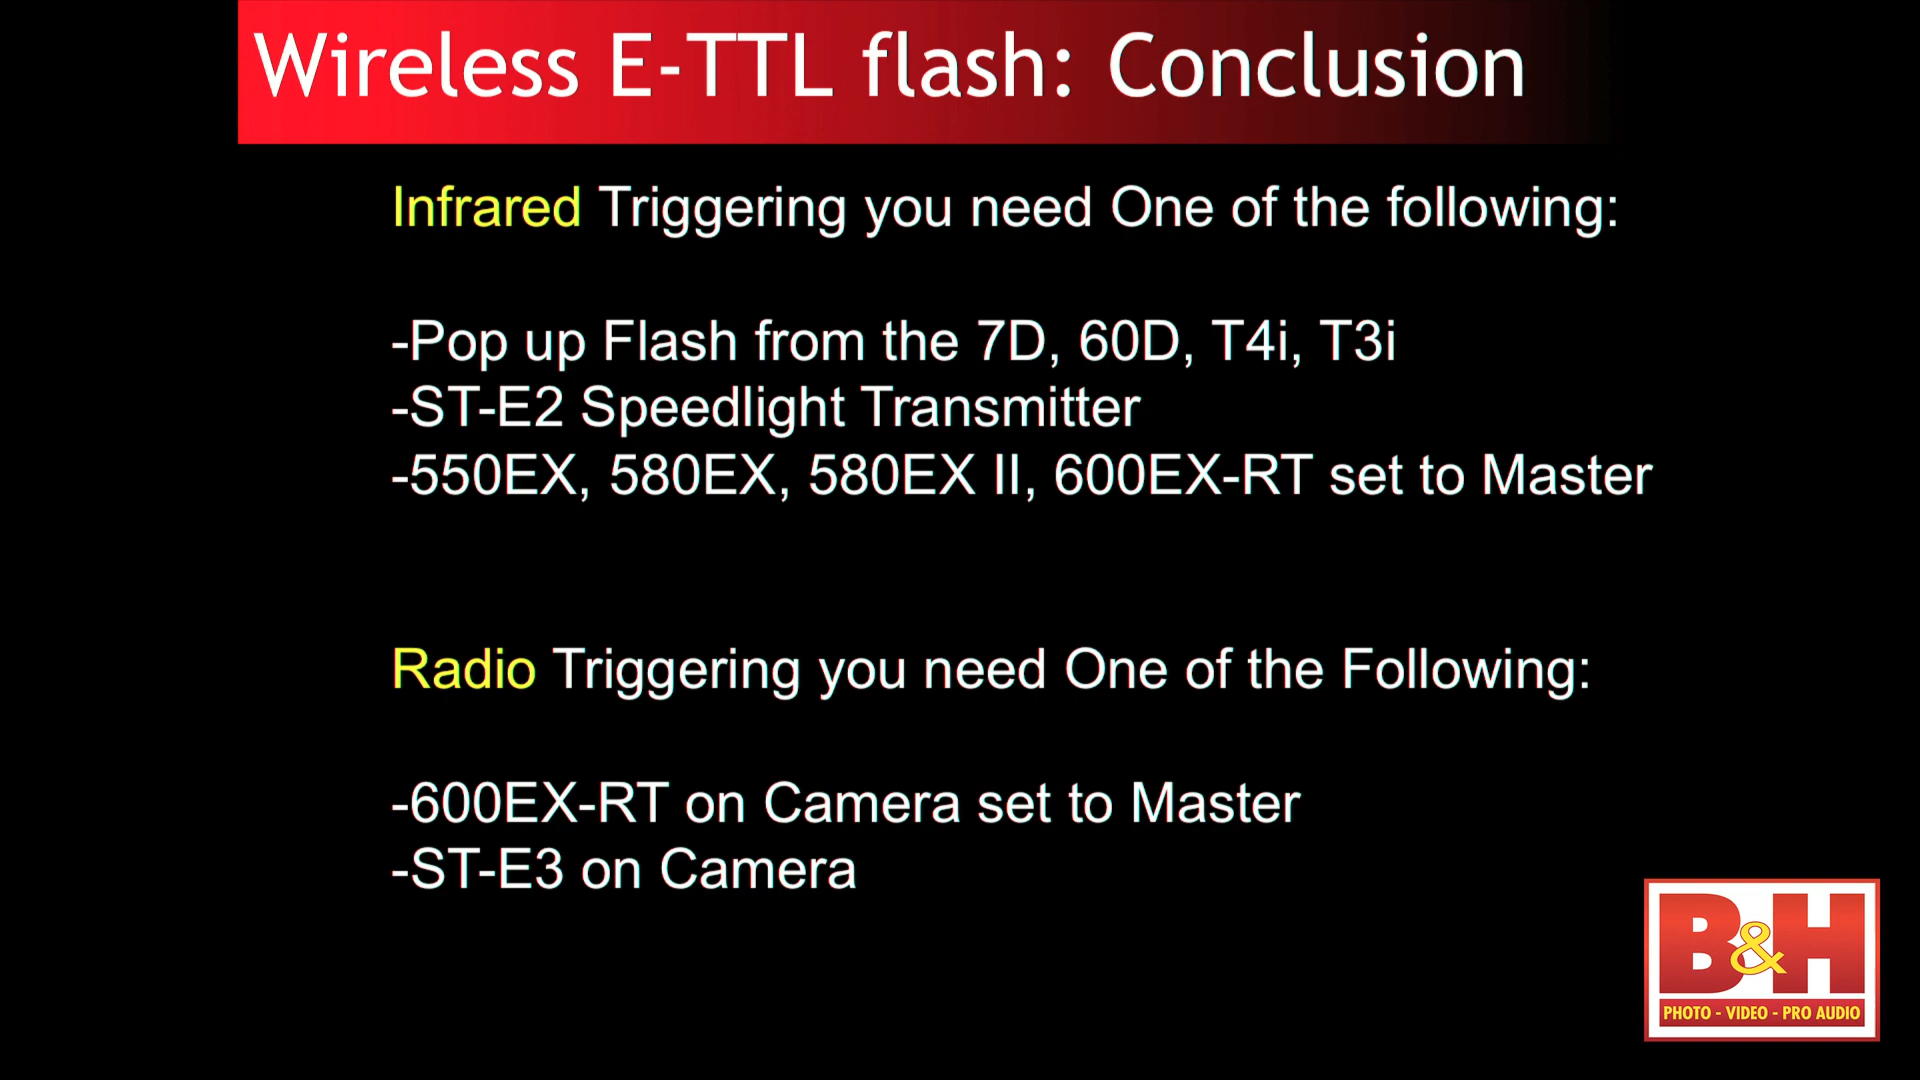 Wireless E-TTL flash: Conclusion
Infrared Triggering you need One of the following:
-Pop up Flash from the 7D, 60D, T4i, T3i
-ST-E2 Speedlight Transmitter
-550EX, 580EX, 580EX II, 600EX-RT set to Master
Radio Triggering you need One of the Following:
-600EX-RT on Camera set to Master
-ST-E3 on Camera
B&H
PHOTO - VIDEO - PRO AUDIO